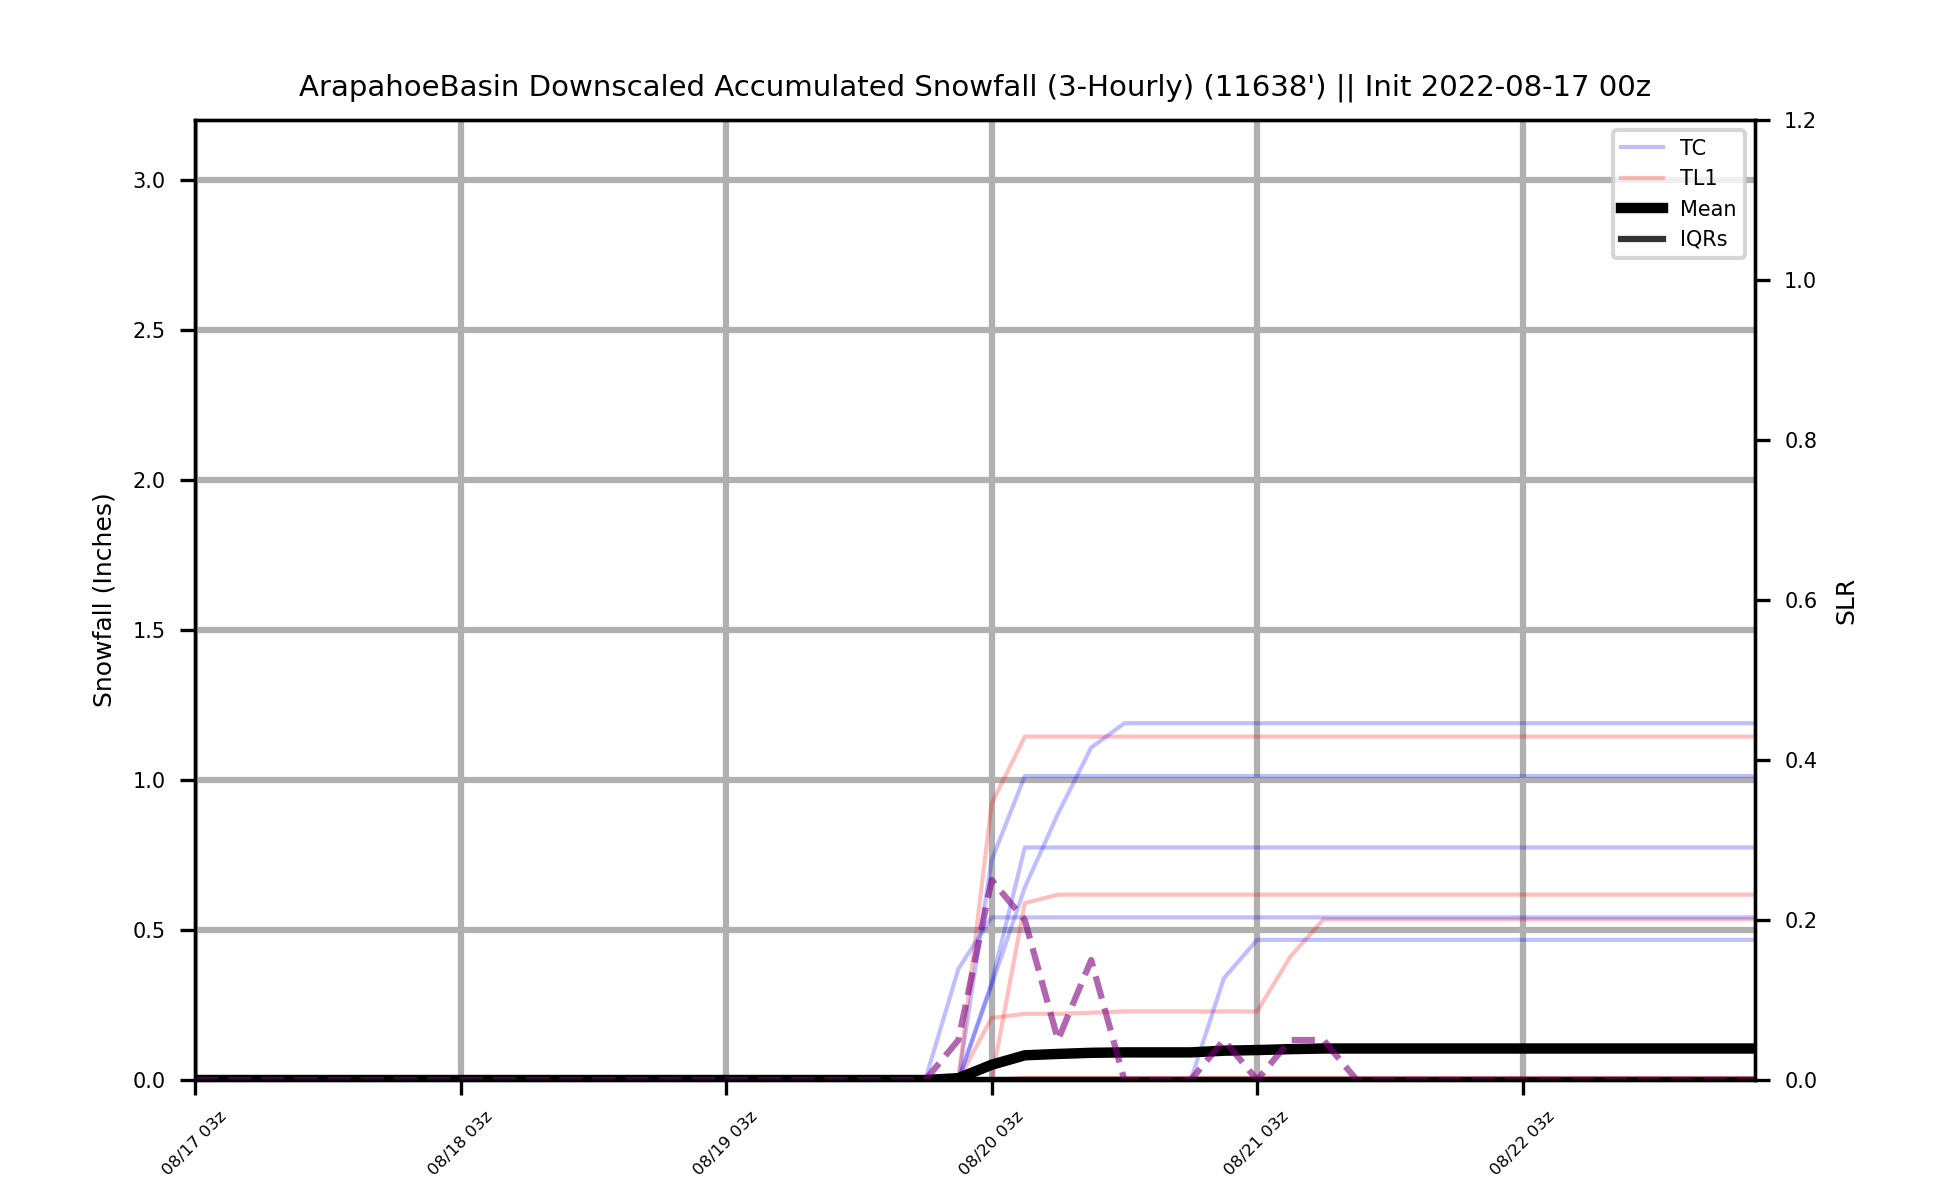 ArapahoeBasin Downscaled Accumulated Snowfall (3-Hourly) (11638') || Init 2022-08-17 00z
TC
TL1
Mean
IQRs
Snowfall (Inches)
3.0
2.5
2.0
1.5
1.0
0.5
0.0
1.2
1.0
0.8
0.6
0.4
0.2
0.0
SLR
08/17 03z
08/18 03z
08/19 03z
08/20 03z
08/21 03z
08/22 03z